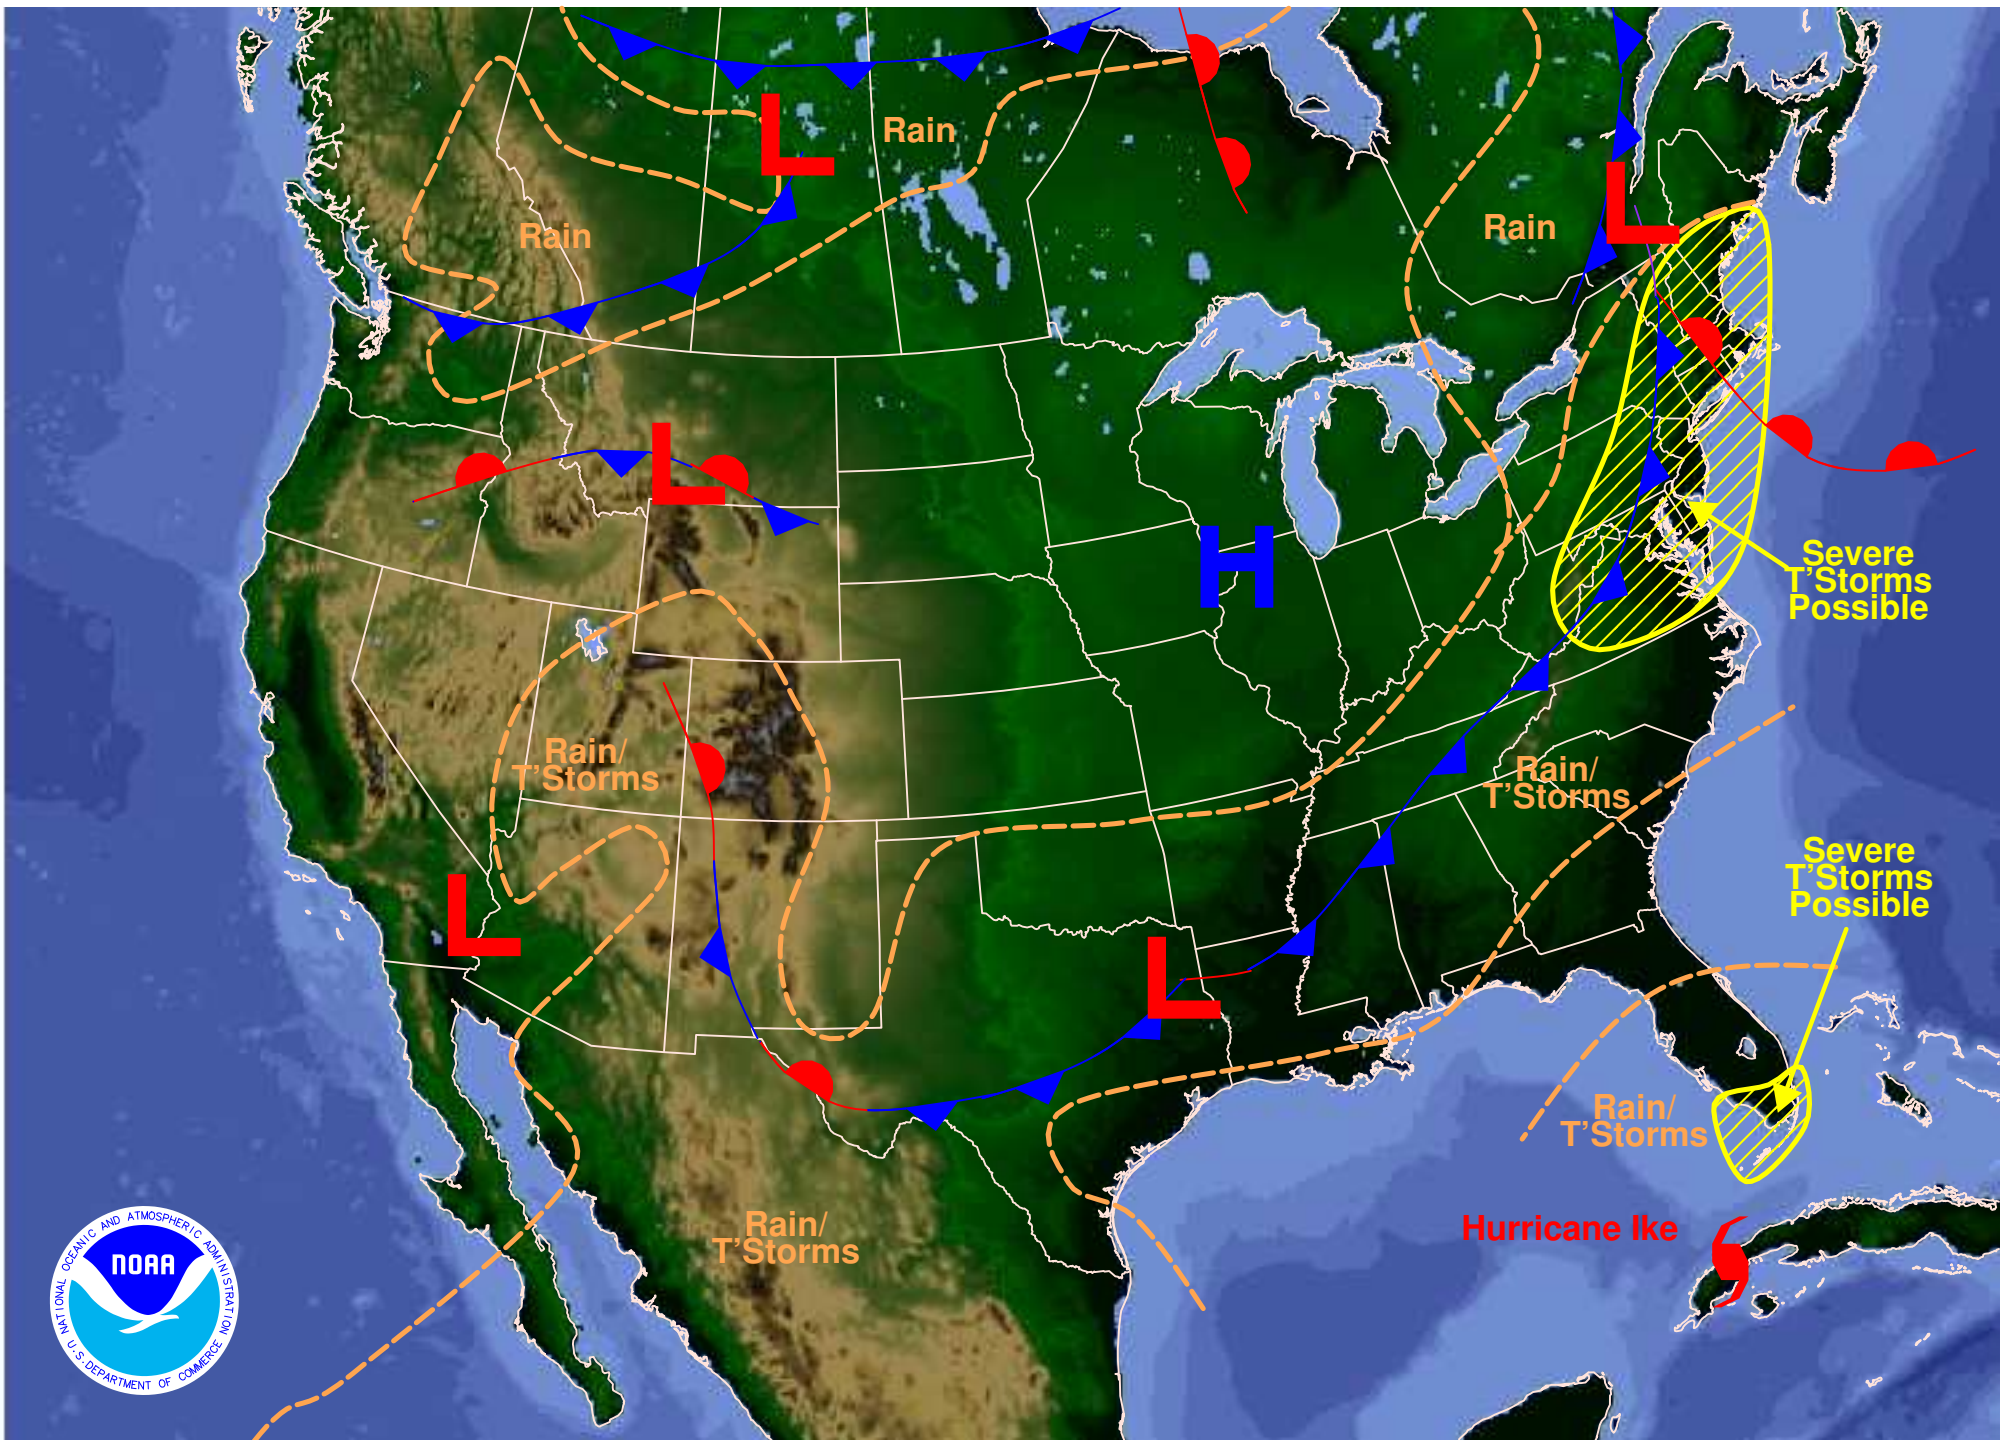 L
Rain
L
Rain
Rain
L
H
Severe
T'Storms
Possible
Rain/
T'Storms
Rain/
T'Storms
Severe
T'Storms
Possible
L
L
Rain/
T'Storms
Rain/
T'Storms
Hurricane Ike
NATIONAL OCEANIC AND ATMOSPHERIC ADMINISTRATION
NOAA
U.S. DEPARTMENT OF COMMERCE